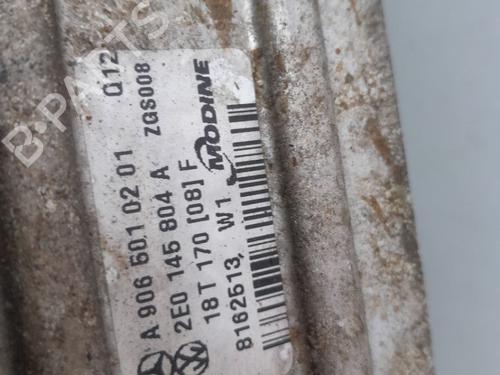 A 906 501 02 01 Q12
2E0 145 804 A ZGS008
18 T 170 [08] F
MODINE
8162513, W1
B-PARTS